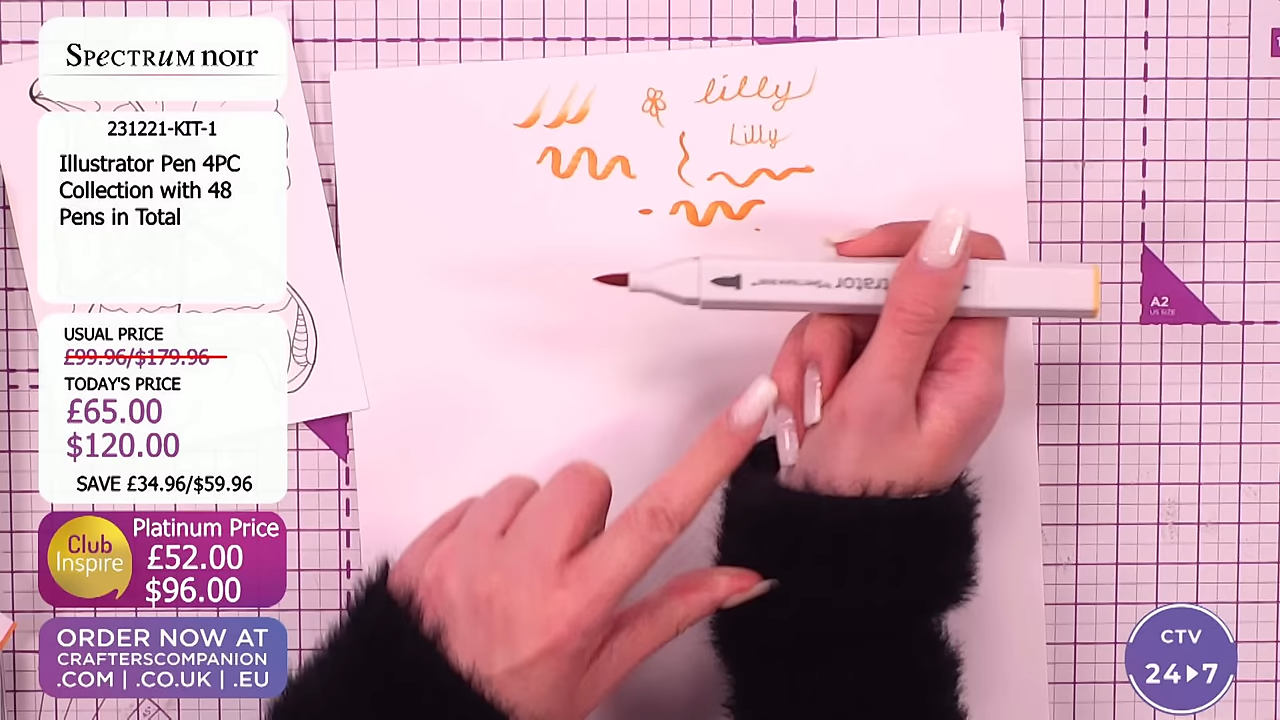 SPECTRUM NOIR
231221-KIT-1
Illustrator Pen 4PC
Collection with 48
Pens in Total
USUAL PRICE
£99.96/$179.96
TODAY'S PRICE
£65.00
$120.00
SAVE £34.96/$59.96
Club
Inspire
Platinum Price
£52.00
$96.00
ORDER NOW AT
CRAFTERSCOMPANION
.COM | .CO.UK | .EU
lilly
Lilly
A2
US SIZE
CTV
24▶7